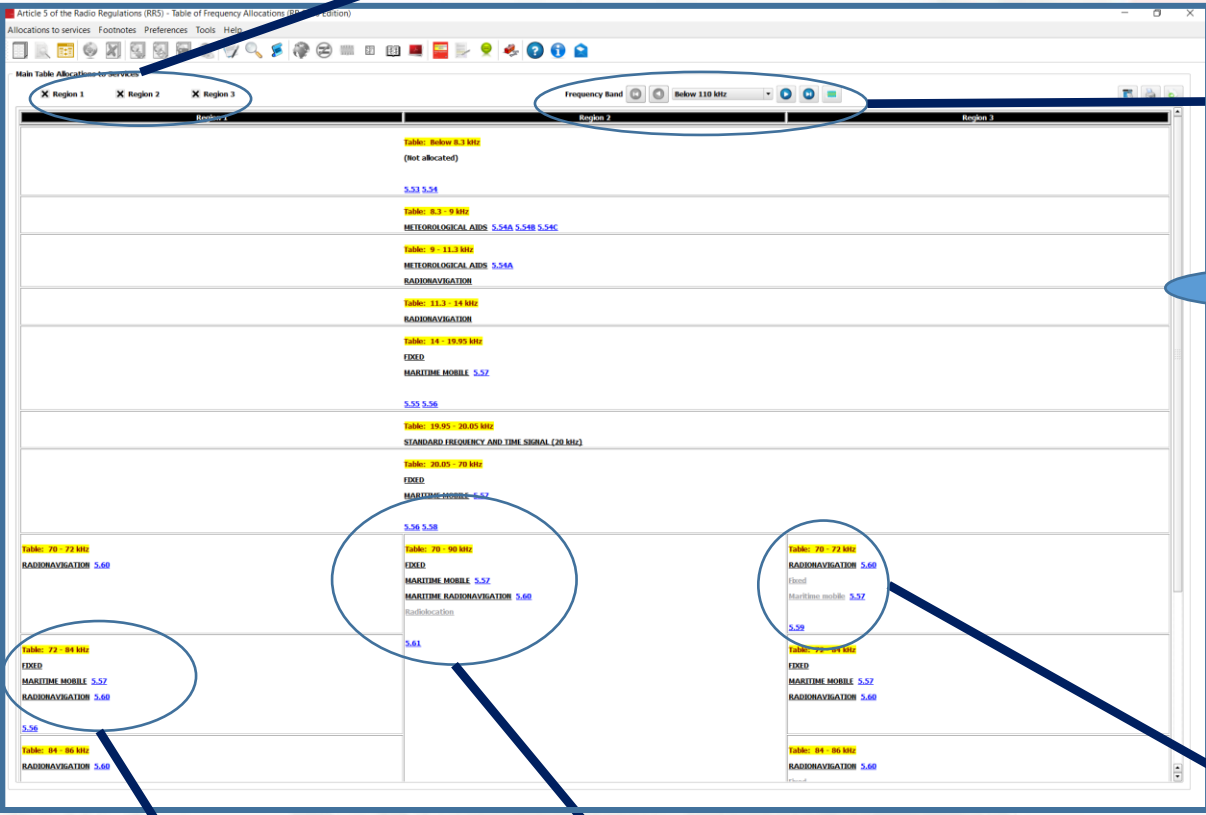 Article 5 of the Radio Regulations (RR5) - Table of Frequency Allocations (RR Edition)
Allocations to services Footnotes Preferences Tools Help
Main Table Allocations to Services
Region 1 Region 2 Region 3 Frequency Band Below 110 kHz
Region 1 Region 2 Region 3
Table: Below 8.3 kHz
(Not allocated)
5.53 5.54
Table: 8.3 - 9 kHz
METEOROLOGICAL AIDS 5.54A 5.54B 5.54C
Table: 9 - 11.3 kHz
METEOROLOGICAL AIDS 5.54A
RADIONAVIGATION
Table: 11.3 - 14 kHz
RADIONAVIGATION
Table: 14 - 19.95 kHz
FIXED
MARITIME MOBILE 5.57
5.55 5.56
Table: 19.95 - 20.05 kHz
STANDARD FREQUENCY AND TIME SIGNAL (20 kHz)
Table: 20.05 - 70 kHz
FIXED
MARITIME MOBILE 5.57
5.56 5.58
Table: 70 - 72 kHz
RADIONAVIGATION 5.60
Table: 72 - 84 kHz
FIXED
MARITIME MOBILE 5.57
RADIONAVIGATION 5.60
5.56
Table: 84 - 86 kHz
RADIONAVIGATION 5.60
Table: 70 - 90 kHz
FIXED
MARITIME MOBILE 5.57
MARITIME RADIONAVIGATION 5.60
Radiolocation
5.61
Table: 70 - 72 kHz
RADIONAVIGATION 5.60
Fixed
Maritime mobile 5.57
5.59
Table: 72 - 84 kHz
FIXED
MARITIME MOBILE 5.57
RADIONAVIGATION 5.60
Table: 84 - 86 kHz
RADIONAVIGATION 5.60
Fixed